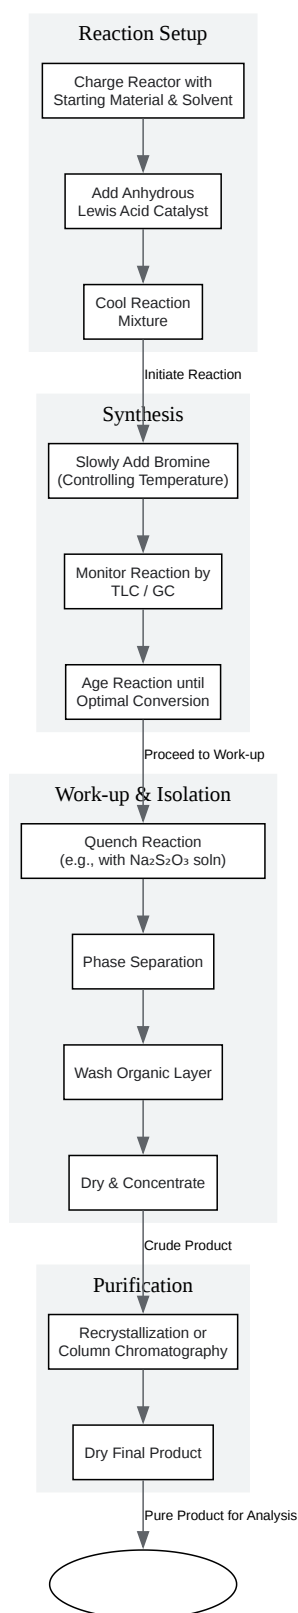 Reaction Setup
Charge Reactor with
Starting Material & Solvent
Add Anhydrous
Lewis Acid Catalyst
Cool Reaction
Mixture
Initiate Reaction
Synthesis
Slowly Add Bromine
(Controlling Temperature)
Monitor Reaction by
TLC / GC
Age Reaction until
Optimal Conversion
Proceed to Work-up
Work-up & Isolation
Quench Reaction
(e.g., with Na₂S₂O₃ soln)
Phase Separation
Wash Organic Layer
Dry & Concentrate
Crude Product
Purification
Recrystallization or
Column Chromatography
Dry Final Product
Pure Product for Analysis